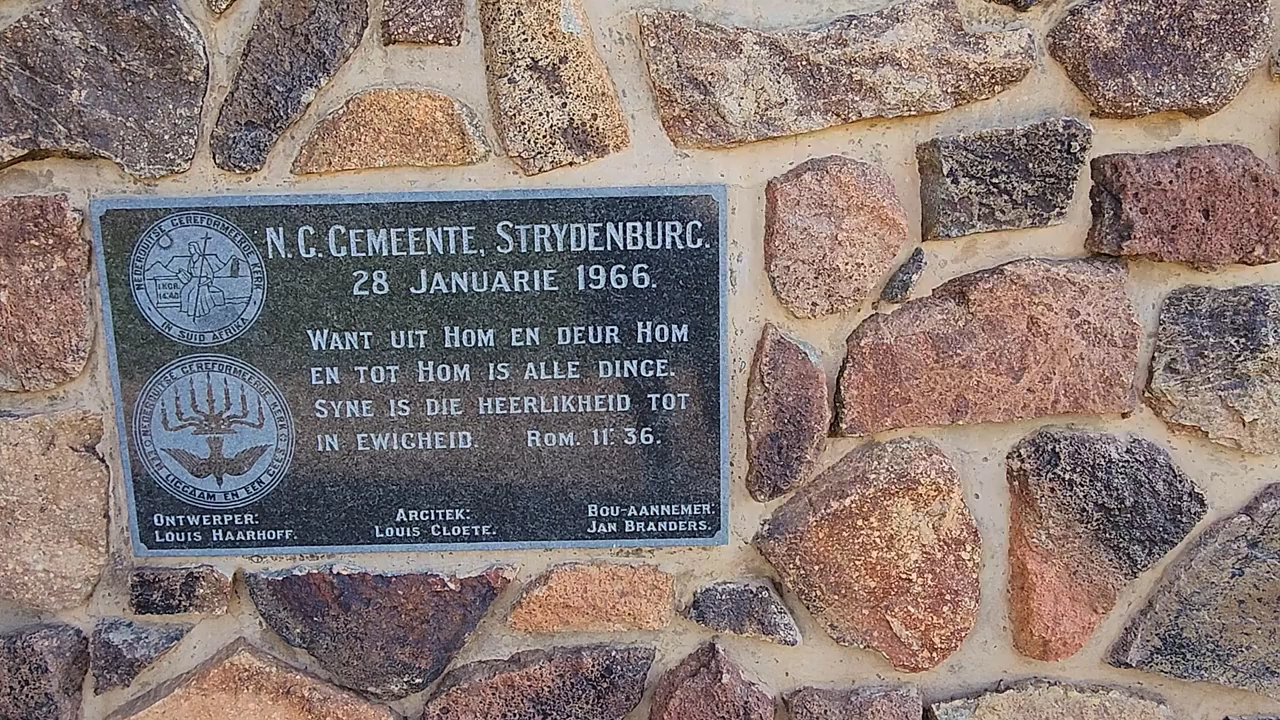 N.G. GEMEENTE, STRYDENBURG.
28 JANUARIE 1966.
WANT UIT HOM EN DEUR HOM
EN TOT HOM IS ALLE DINGE.
SYNE IS DIE HEERLIKHEID TOT
IN EWIGHEID. ROM. 11:36.
NEDERDUITSE GEREFORMEERDE KERK
IN SUID AFRIKA
NEDERDUITSE GEREFORMEERDE KERK
LIGGAAM EN EEN GEES
ONTWERPER:
LOUIS HAARHOFF.
ARGITEK:
LOUIS CLOETE.
BOU-AANNEMER:
JAN BRANDERS.